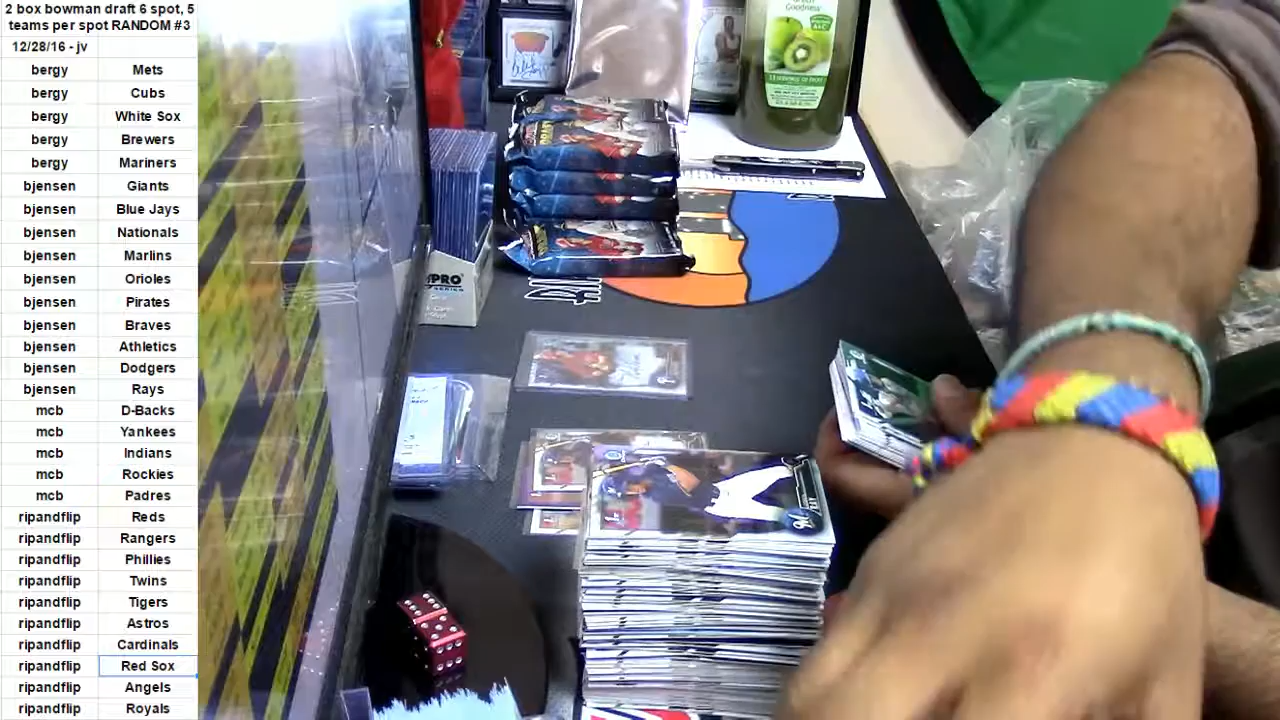 2 box bowman draft 6 spot, 5
teams per spot RANDOM #3
12/28/16 - jv
bergy Mets
bergy Cubs
bergy White Sox
bergy Brewers
bergy Mariners
bjensen Giants
bjensen Blue Jays
bjensen Nationals
bjensen Marlins
bjensen Orioles
bjensen Pirates
bjensen Braves
bjensen Athletics
bjensen Dodgers
bjensen Rays
mcb D-Backs
mcb Yankees
mcb Indians
mcb Rockies
mcb Padres
ripandflip Reds
ripandflip Rangers
ripandflip Phillies
ripandflip Twins
ripandflip Tigers
ripandflip Astros
ripandflip Cardinals
ripandflip Red Sox
ripandflip Angels
ripandflip Royals
Goodness
PRO